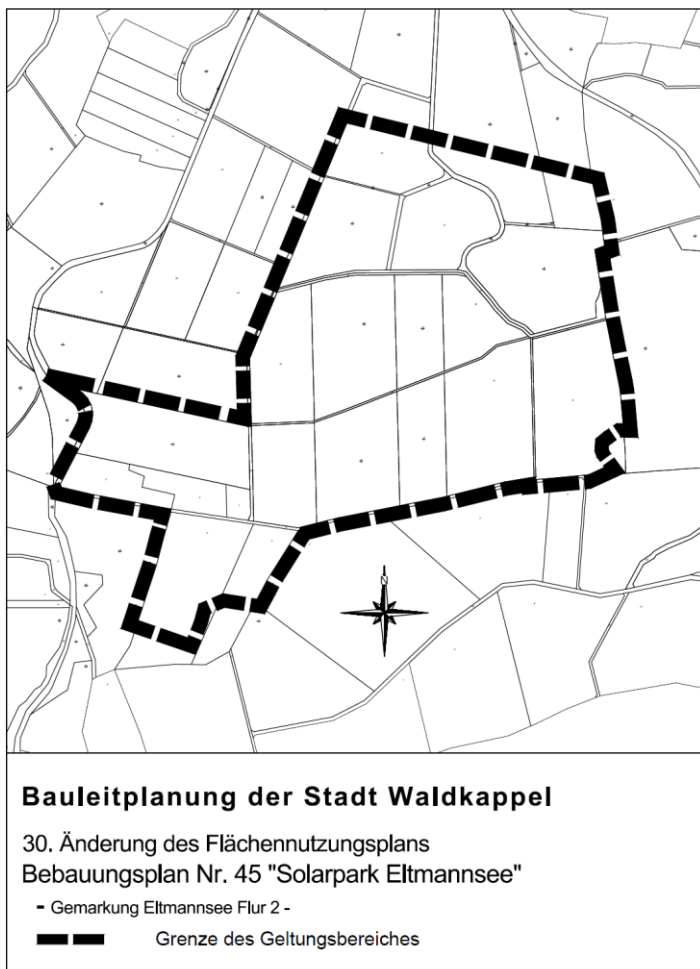 N
Bauleitplanung der Stadt Waldkappel
30. Änderung des Flächennutzungsplans
Bebauungsplan Nr. 45 "Solarpark Eltmannsee"
- Gemarkung Eltmannsee Flur 2 -
Grenze des Geltungsbereiches